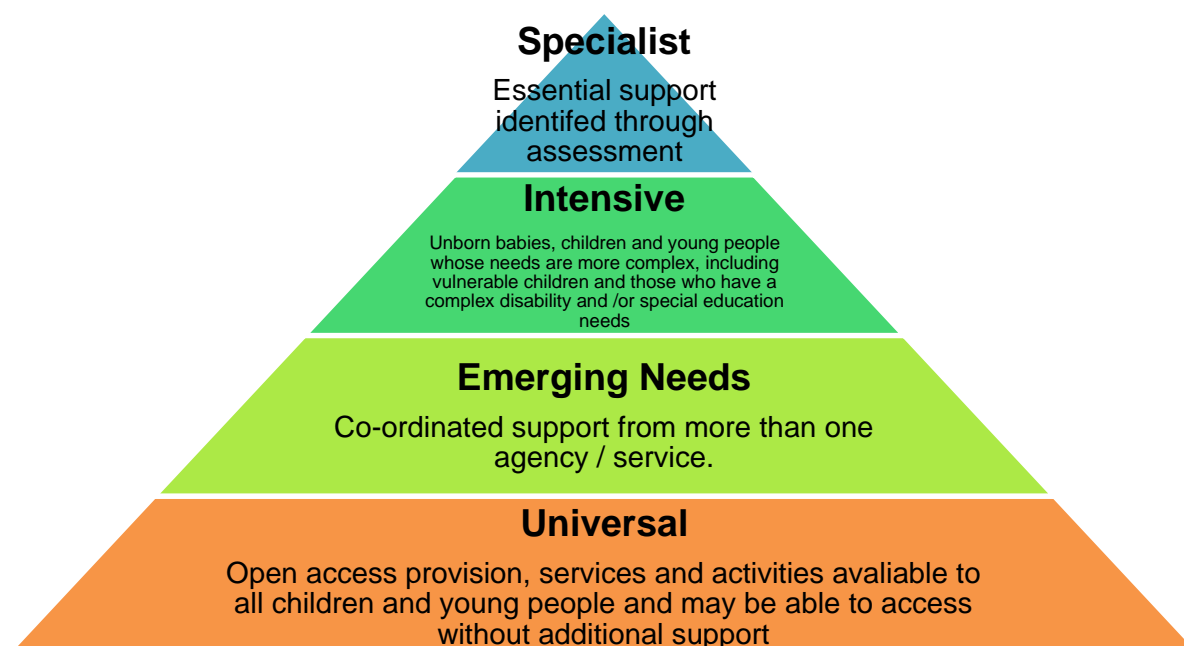 Specialist
Essential support
identifed through
assessment
Intensive
Unborn babies, children and young people
whose needs are more complex, including
vulnerable children and those who have a
complex disability and /or special education
needs
Emerging Needs
Co-ordinated support from more than one
agency / service.
Universal
Open access provision, services and activities avaliable to
all children and young people and may be able to access
without additional support